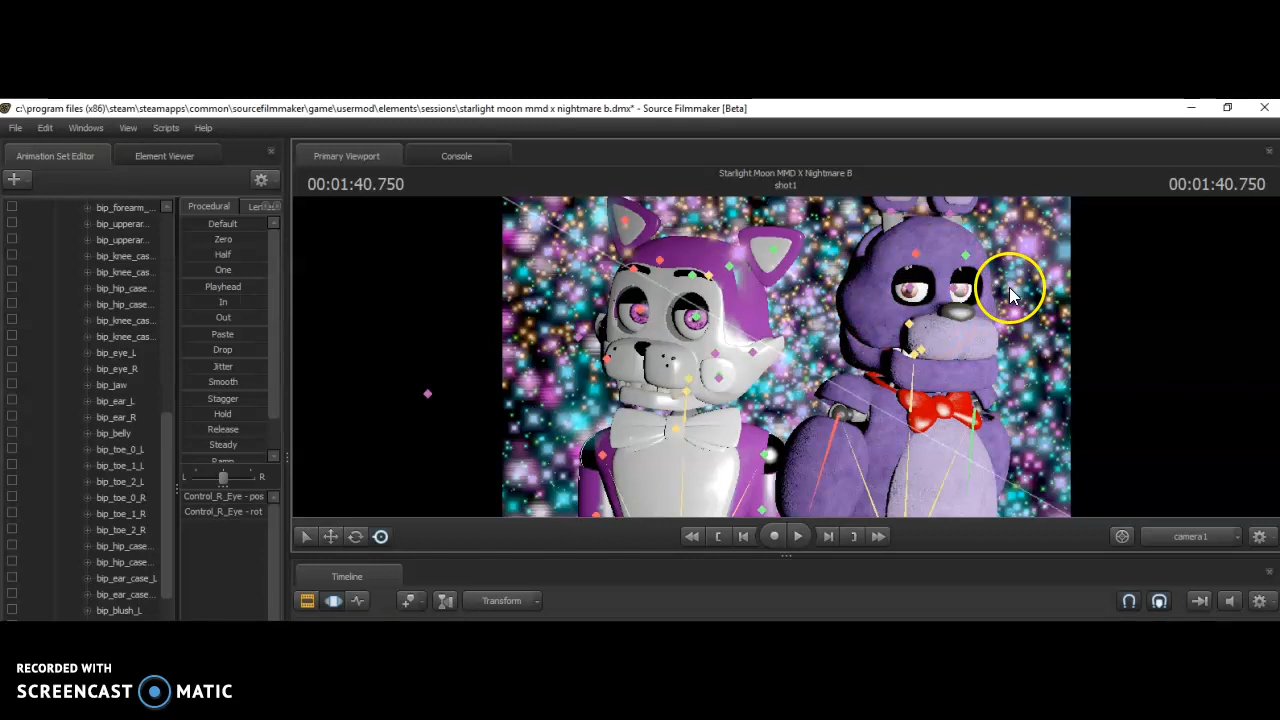 c:\program files (x86)\steam\steamapps\common\sourcefilmmaker\game\usermod\elements\sessions\starlight moon mmd x nightmare b.dmx* - Source Filmmaker [Beta]
File Edit Windows View Scripts Help
Animation Set Editor Element Viewer
Primary Viewport Console
Starlight Moon MMD X Nightmare B
shot1
00:01:40.750 00:01:40.750
bip_forearm_...
bip_upperar...
bip_upperar...
bip_knee_cas...
bip_knee_cas...
bip_hip_case...
bip_hip_case...
bip_knee_cas...
bip_knee_cas...
bip_eye_L
bip_eye_R
bip_jaw
bip_ear_L
bip_ear_R
bip_belly
bip_toe_0_L
bip_toe_1_L
bip_toe_2_L
bip_toe_0_R
bip_toe_1_R
bip_toe_2_R
bip_hip_case...
bip_hip_case...
bip_ear_case_L
bip_ear_case...
bip_blush_L
Procedural
Default
Zero
Half
One
Playhead
In
Out
Paste
Drop
Jitter
Smooth
Stagger
Hold
Release
Steady
L R
Control_R_Eye - pos
Control_R_Eye - rot
camera1
Timeline
Transform
RECORDED WITH
SCREENCAST MATIC